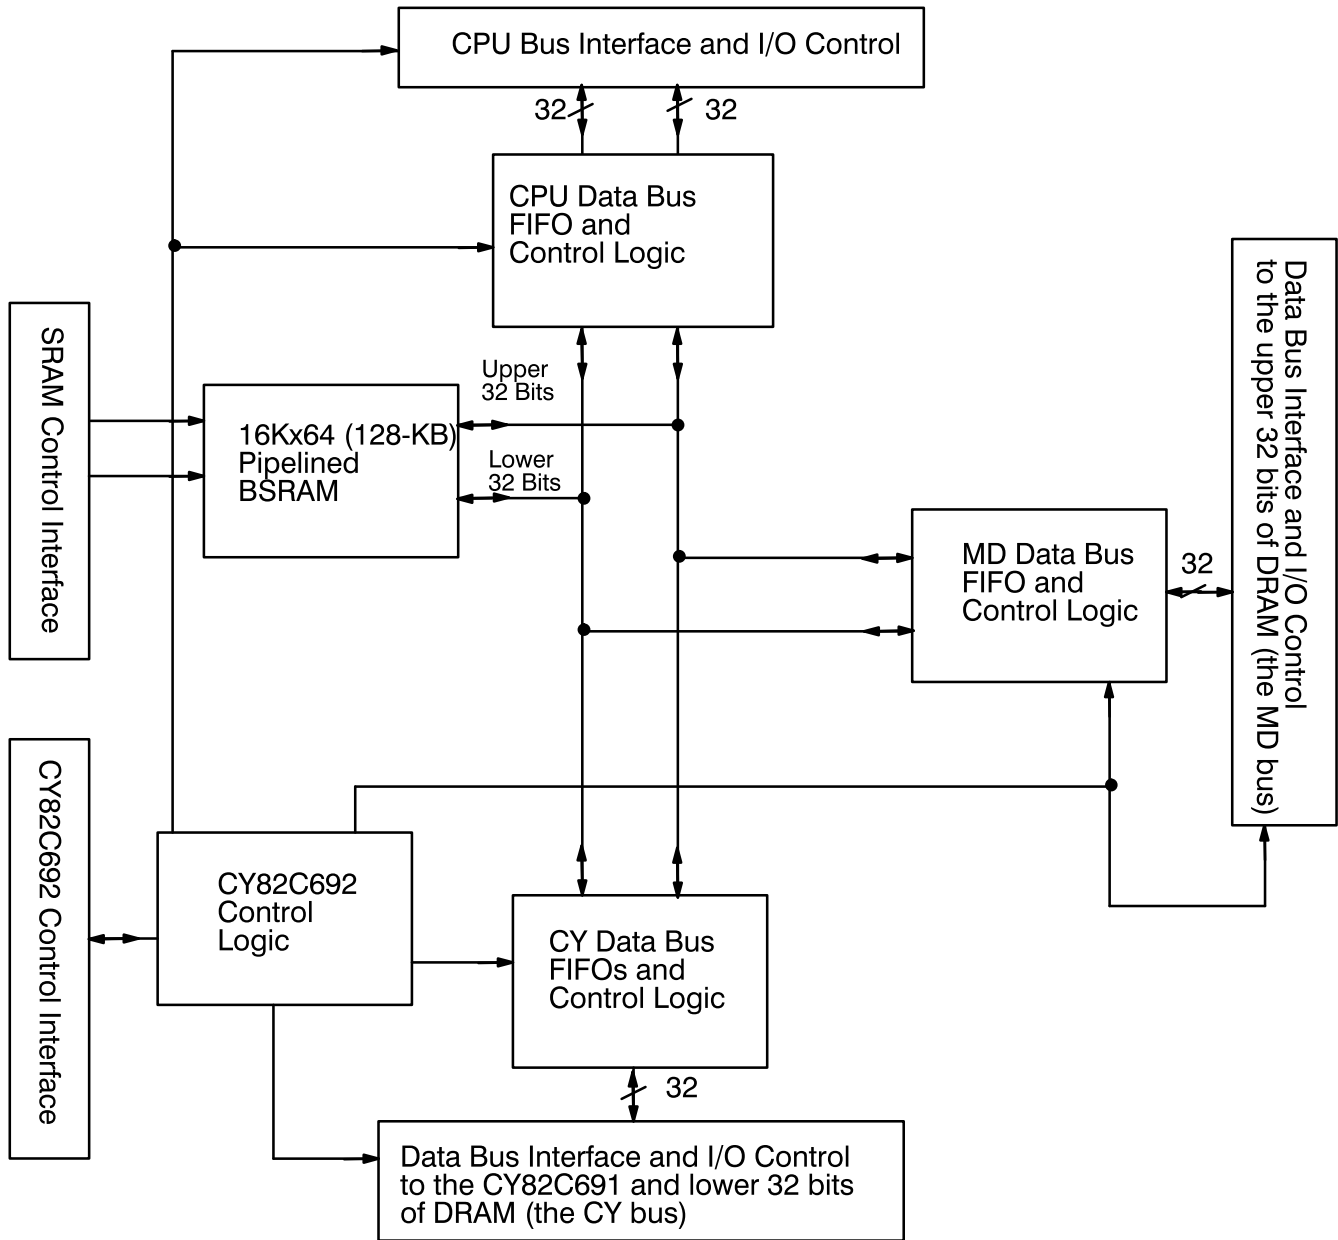 CPU Bus Interface and I/O Control
32
32
CPU Data Bus
FIFO and
Control Logic
SRAM Control Interface
Upper
32 Bits
16Kx64 (128-KB)
Pipelined
BSRAM
Lower
32 Bits
Data Bus Interface and I/O Control
to the upper 32 bits of DRAM (the MD bus)
MD Data Bus
FIFO and
Control Logic
32
CY82C692 Control Interface
CY82C692
Control
Logic
CY Data Bus
FIFOs and
Control Logic
32
Data Bus Interface and I/O Control
to the CY82C691 and lower 32 bits
of DRAM (the CY bus)